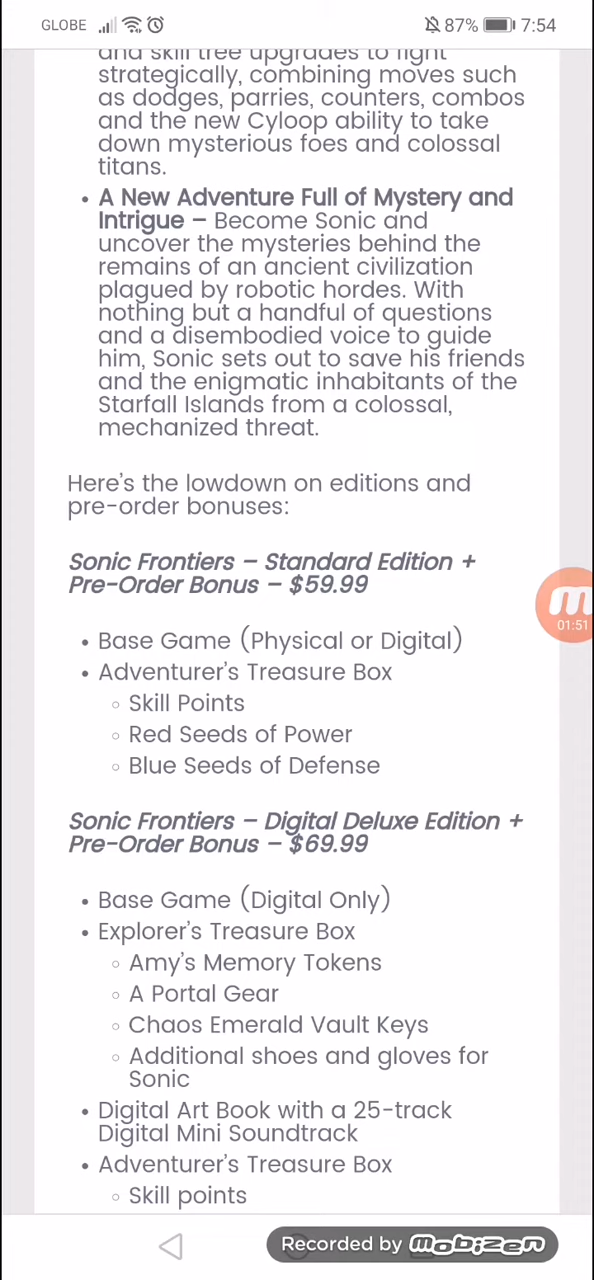 GLOBE 87% 7:54
and skill tree upgrades to fight
strategically, combining moves such
as dodges, parries, counters, combos
and the new Cyloop ability to take
down mysterious foes and colossal
titans.
• A New Adventure Full of Mystery and
Intrigue – Become Sonic and
uncover the mysteries behind the
remains of an ancient civilization
plagued by robotic hordes. With
nothing but a handful of questions
and a disembodied voice to guide
him, Sonic sets out to save his friends
and the enigmatic inhabitants of the
Starfall Islands from a colossal,
mechanized threat.
Here's the lowdown on editions and
pre-order bonuses:
Sonic Frontiers – Standard Edition +
Pre-Order Bonus – $59.99
m
01:51
• Base Game (Physical or Digital)
• Adventurer's Treasure Box
◦ Skill Points
◦ Red Seeds of Power
◦ Blue Seeds of Defense
Sonic Frontiers – Digital Deluxe Edition +
Pre-Order Bonus – $69.99
• Base Game (Digital Only)
• Explorer's Treasure Box
◦ Amy's Memory Tokens
◦ A Portal Gear
◦ Chaos Emerald Vault Keys
◦ Additional shoes and gloves for
Sonic
• Digital Art Book with a 25-track
Digital Mini Soundtrack
• Adventurer's Treasure Box
◦ Skill points
Recorded by mobizen